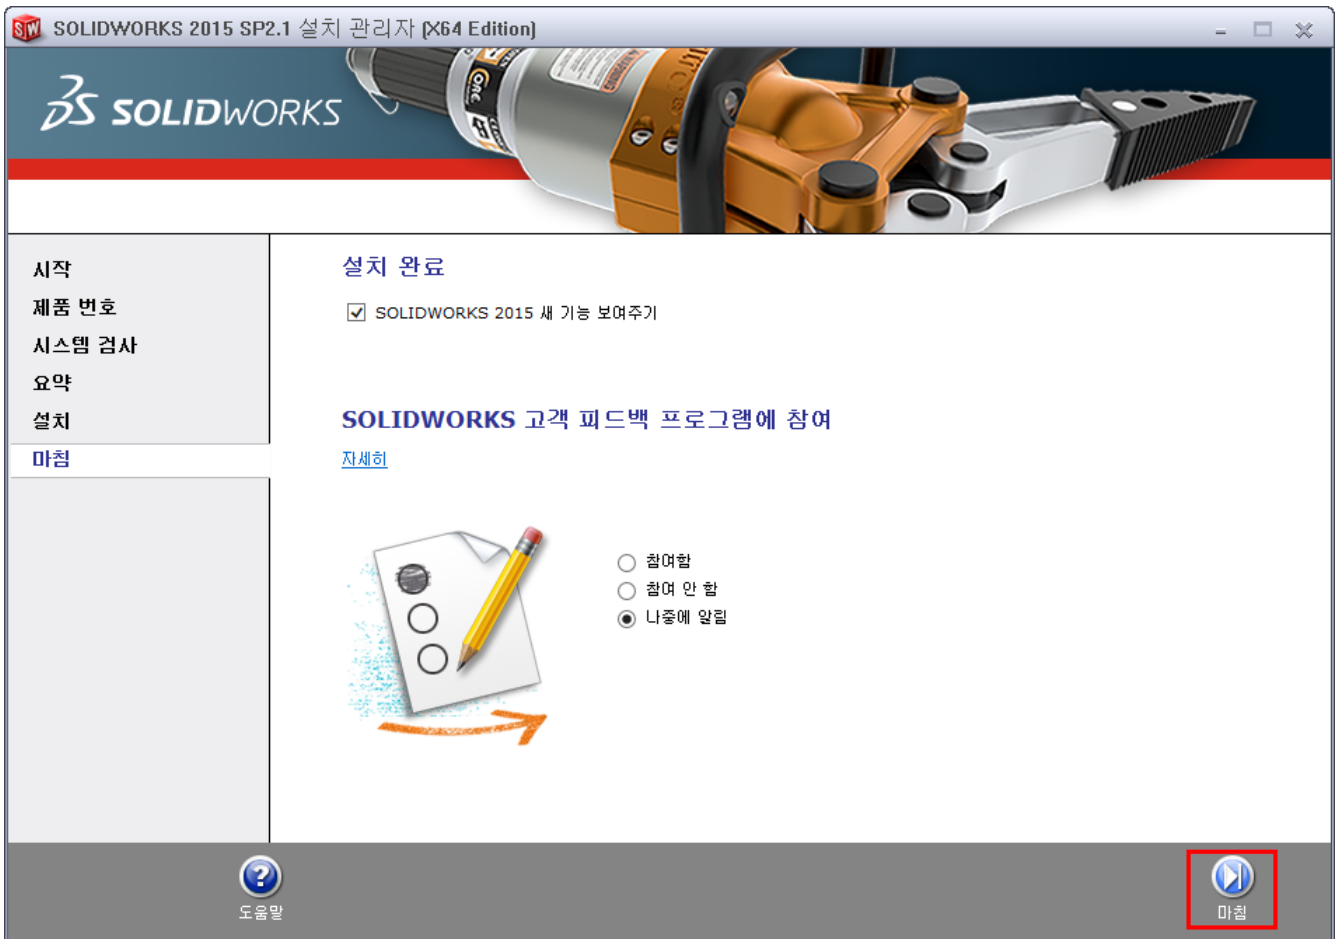 SOLIDWORKS 2015 SP2.1 설치 관리자 (X64 Edition)
SOLIDWORKS
시작
제품 번호
시스템 검사
요약
설치
마침
설치 완료
SOLIDWORKS 2015 새 기능 보여주기
SOLIDWORKS 고객 피드백 프로그램에 참여
자세히
참여함
참여 안 함
나중에 알림
도움말
마침